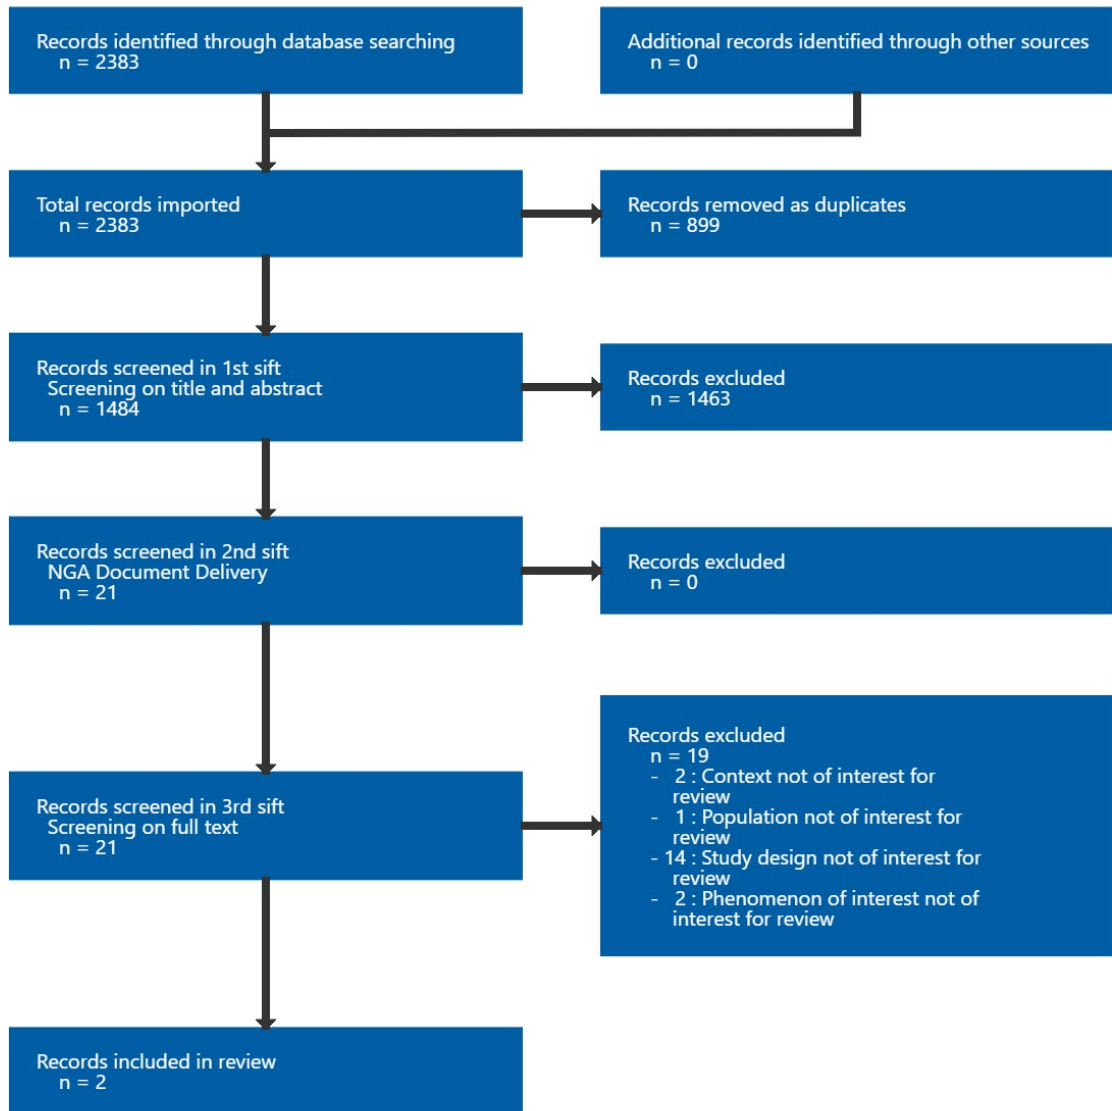 Records identified through database searching
n = 2383
Additional records identified through other sources
n = 0
Total records imported
n = 2383
Records removed as duplicates
n = 899
Records screened in 1st sift
Screening on title and abstract
n = 1484
Records excluded
n = 1463
Records screened in 2nd sift
NGA Document Delivery
n = 21
Records excluded
n = 0
Records screened in 3rd sift
Screening on full text
n = 21
Records excluded
n = 19
- 2 : Context not of interest for
review
- 1 : Population not of interest for
review
- 14 : Study design not of interest for
review
- 2 : Phenomenon of interest not of
interest for review
Records included in review
n = 2